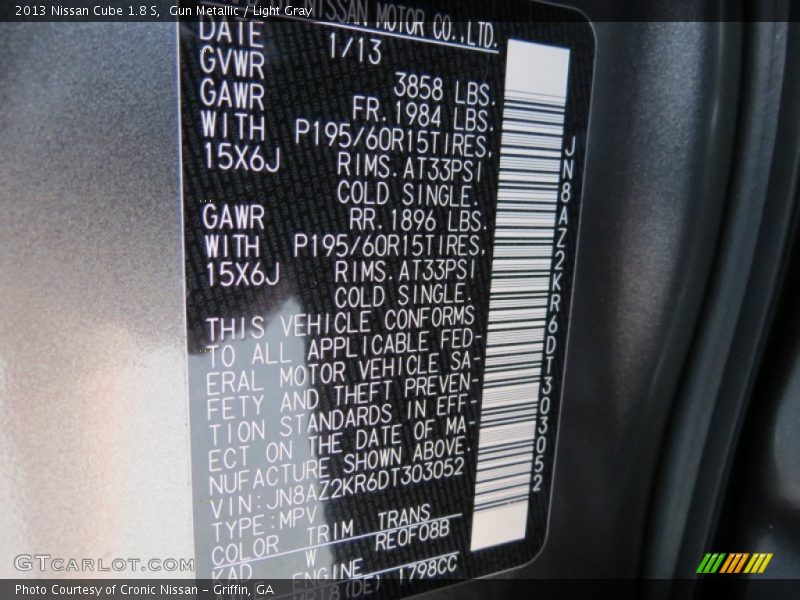 2013 Nissan Cube 1.8 S,  Gun Metallic / Light Gray
NISSAN MOTOR CO.,LTD.
DATE 1/13
GVWR 3858 LBS.
GAWR FR. 1984 LBS.
WITH P195/60R15TIRES,
15X6J RIMS.AT33PSI
COLD SINGLE.
GAWR RR. 1896 LBS.
WITH P195/60R15TIRES,
15X6J RIMS.AT33PSI
COLD SINGLE.
THIS VEHICLE CONFORMS
TO ALL APPLICABLE FED-
ERAL MOTOR VEHICLE SA-
FETY AND THEFT PREVEN-
TION STANDARDS IN EFF-
ECT ON THE DATE OF MA-
NUFACTURE SHOWN ABOVE.
VIN:JN8AZ2KR6DT303052
TYPE:MPV
COLOR TRIM TRANS
KAD W RE0F08B
ENGINE 1798CC
JN8AZ2KR6DT303052
GTcarlot.com
Photo Courtesy of Cronic Nissan – Griffin, GA